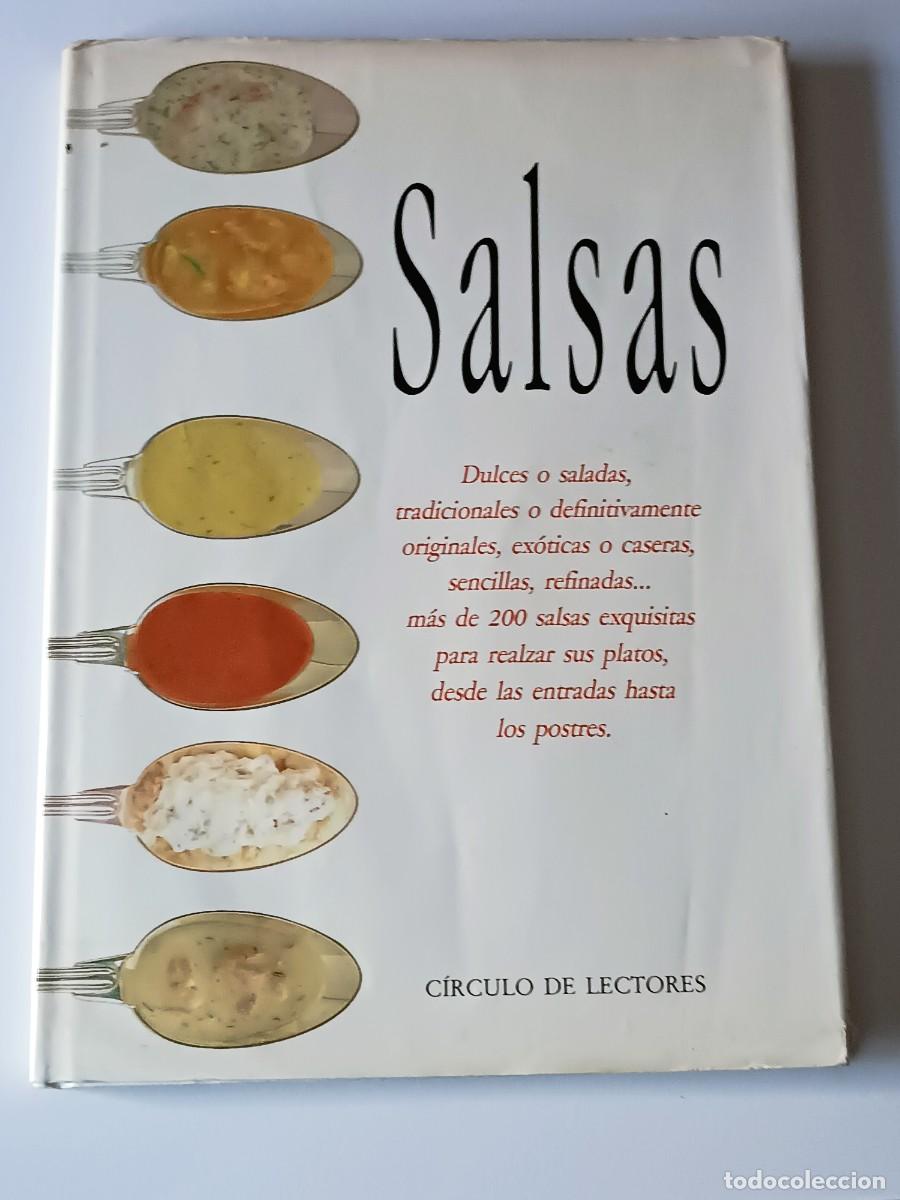 Salsas
Dulces o saladas,
tradicionales o definitivamente
originales, exóticas o caseras,
sencillas, refinadas...
más de 200 salsas exquisitas
para realzar sus platos,
desde las entradas hasta
los postres.
CÍRCULO DE LECTORES
todocoleccion